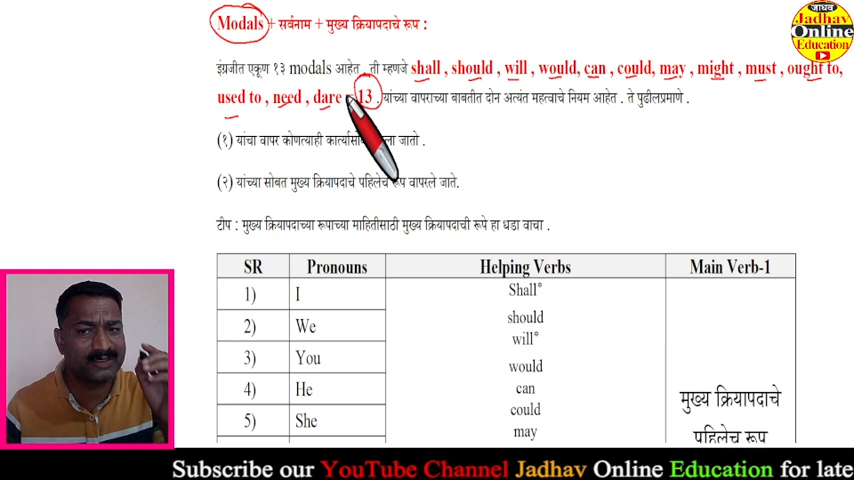 Modals + सर्वनाम + मुख्य क्रियापदाचे रूप :
जाधव
Jadhav
Online
Education
इंग्रजीत एकूण १३ modals आहेत . ती म्हणजे shall , should , will , would, can , could, may , might , must , ought to,
used to , need , dare = 13 . यांच्या वापराच्या बाबतीत दोन अत्यंत महत्वाचे नियम आहेत . ते पुढीलप्रमाणे .
(१) यांचा वापर कोणत्याही जातो .
(२) यांच्या सोबत मुख्य क्रियापदाचे पहिलेच रूप वापरले जाते.
टीप : मुख्य क्रियापदाच्या रूपाच्या माहितीसाठी मुख्य क्रियापदाची रूपे हा धडा वाचा .
SR Pronouns Helping Verbs Main Verb-1
1) I Shall*
should
2) We
will*
3) You would
4) He can
मुख्य क्रियापदाचे
could
5) She
may
पहिलेच रूप
Subscribe our YouTube Channel Jadhav Online Education for late